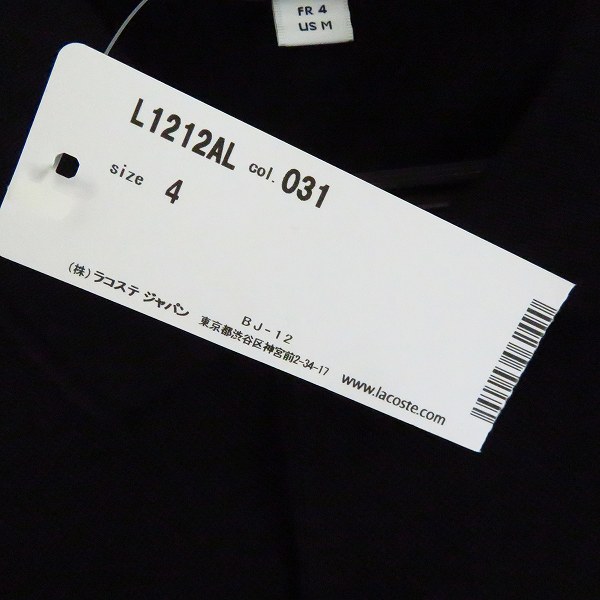 FR 4
US M
L1212AL col. 031
size 4
(株)ラコステ ジャパン BJ-12
東京都渋谷区神宮前2-34-17
www.lacoste.com